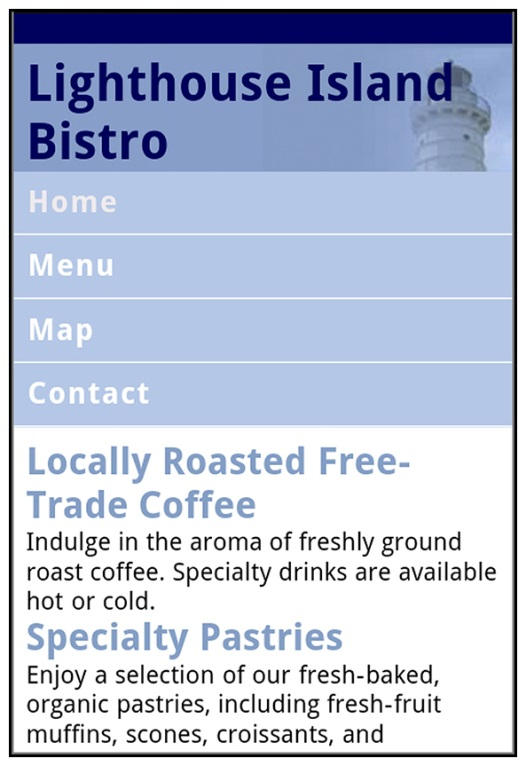 Lighthouse Island
Bistro
Home
Menu
Map
Contact
Locally Roasted Free-
Trade Coffee
Indulge in the aroma of freshly ground
roast coffee. Specialty drinks are available
hot or cold.
Specialty Pastries
Enjoy a selection of our fresh-baked,
organic pastries, including fresh-fruit
muffins, scones, croissants, and